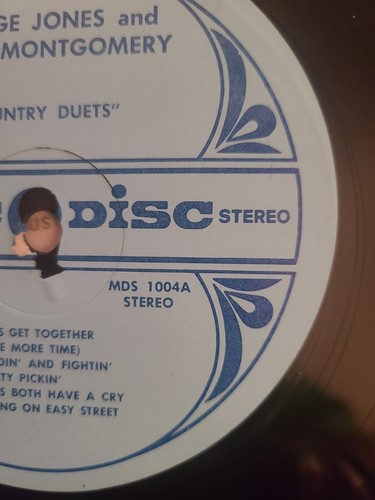 GE JONES and
MONTGOMERY
UNTRY DUETS"
C DISC STEREO
US
MDS 1004A
STEREO
S GET TOGETHER
E MORE TIME)
DIN' AND FIGHTIN'
TY PICKIN'
S BOTH HAVE A CRY
NG ON EASY STREET